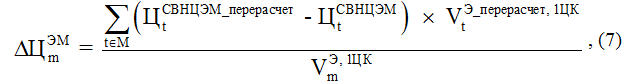 ΔЦ_m^ЭМ = ∑_{t∈М} (Ц_t^{СВНЦЭМ_перерасчет} - Ц_t^{СВНЦЭМ}) × V_t^{Э_перерасчет, 1ЦК} / V_m^{Э, 1ЦК} , (7)